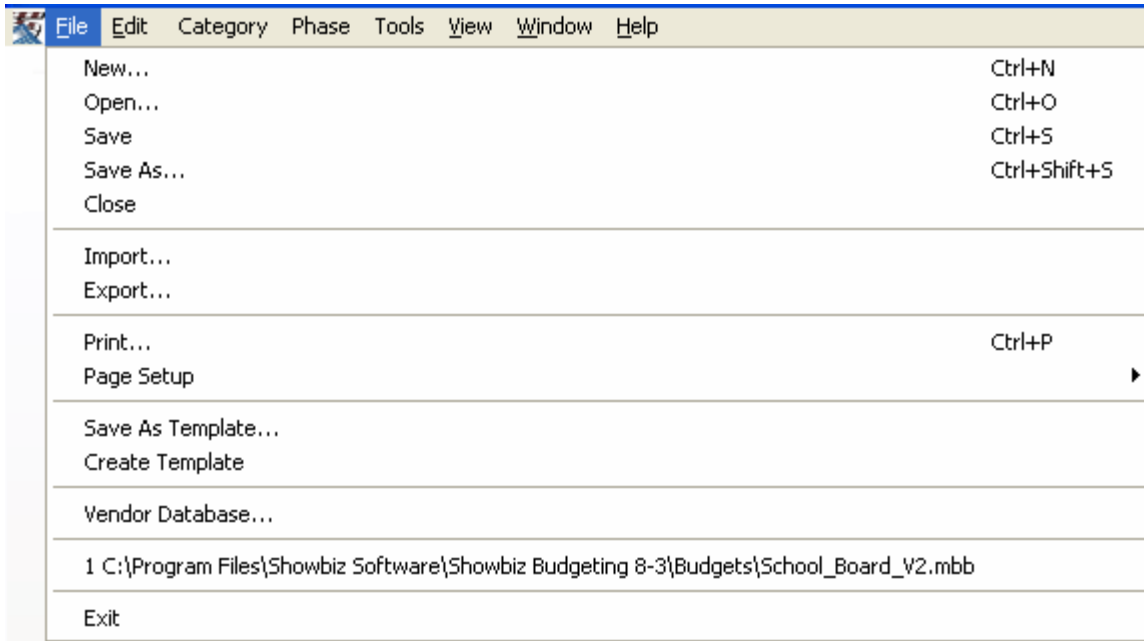 File Edit Category Phase Tools View Window Help
New... Ctrl+N
Open... Ctrl+O
Save Ctrl+S
Save As... Ctrl+Shift+S
Close
Import...
Export...
Print... Ctrl+P
Page Setup
Save As Template...
Create Template
Vendor Database...
1 C:\Program Files\Showbiz Software\Showbiz Budgeting 8-3\Budgets\School_Board_V2.mbb
Exit